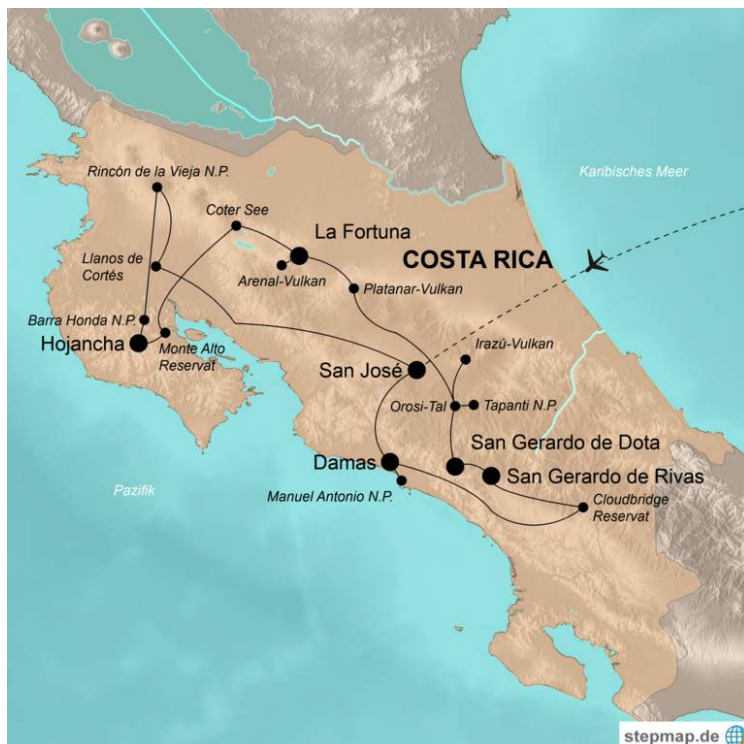 Karibisches Meer
Rincón de la Vieja N.P.
Coter See
La Fortuna
COSTA RICA
Llanos de
Cortés
Arenal-Vulkan
Platanar-Vulkan
Barra Honda N.P.
Hojancha
Monte Alto
Reservat
Irazú-Vulkan
San José
Orosi-Tal
Tapanti N.P.
San Gerardo de Dota
Damas
San Gerardo de Rivas
Manuel Antonio N.P.
Cloudbridge
Reservat
Pazifik
stepmap.de